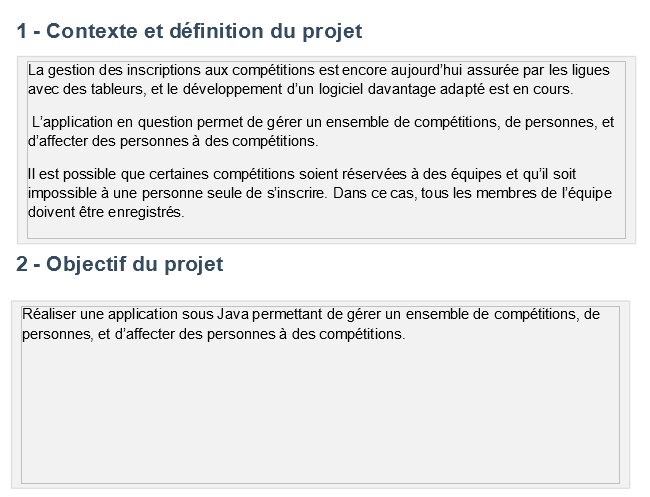 1 - Contexte et définition du projet
La gestion des inscriptions aux compétitions est encore aujourd'hui assurée par les ligues
avec des tableurs, et le développement d'un logiciel davantage adapté est en cours.
L'application en question permet de gérer un ensemble de compétitions, de personnes, et
d'affecter des personnes à des compétitions.
Il est possible que certaines compétitions soient réservées à des équipes et qu'il soit
impossible à une personne seule de s'inscrire. Dans ce cas, tous les membres de l'équipe
doivent être enregistrés.
2 - Objectif du projet
Réaliser une application sous Java permettant de gérer un ensemble de compétitions, de
personnes, et d'affecter des personnes à des compétitions.